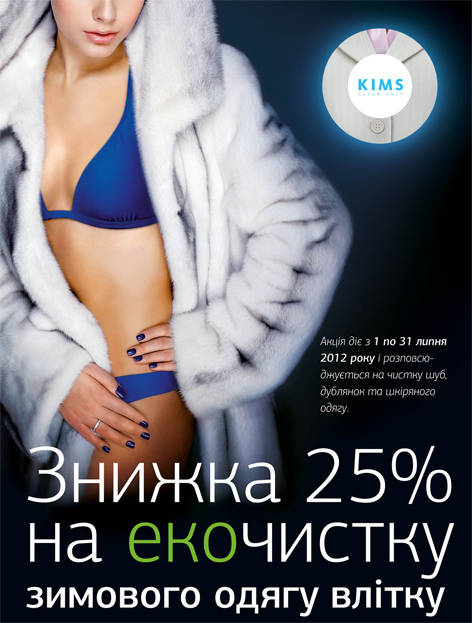 KIMS
CLEAN ONLY
Акція діє з 1 по 31 липня
2012 року і розповсю-
джується на чистку шуб,
дублянок та шкіряного
одягу.
Знижка 25%
на екочистку
зимового одягу влітку